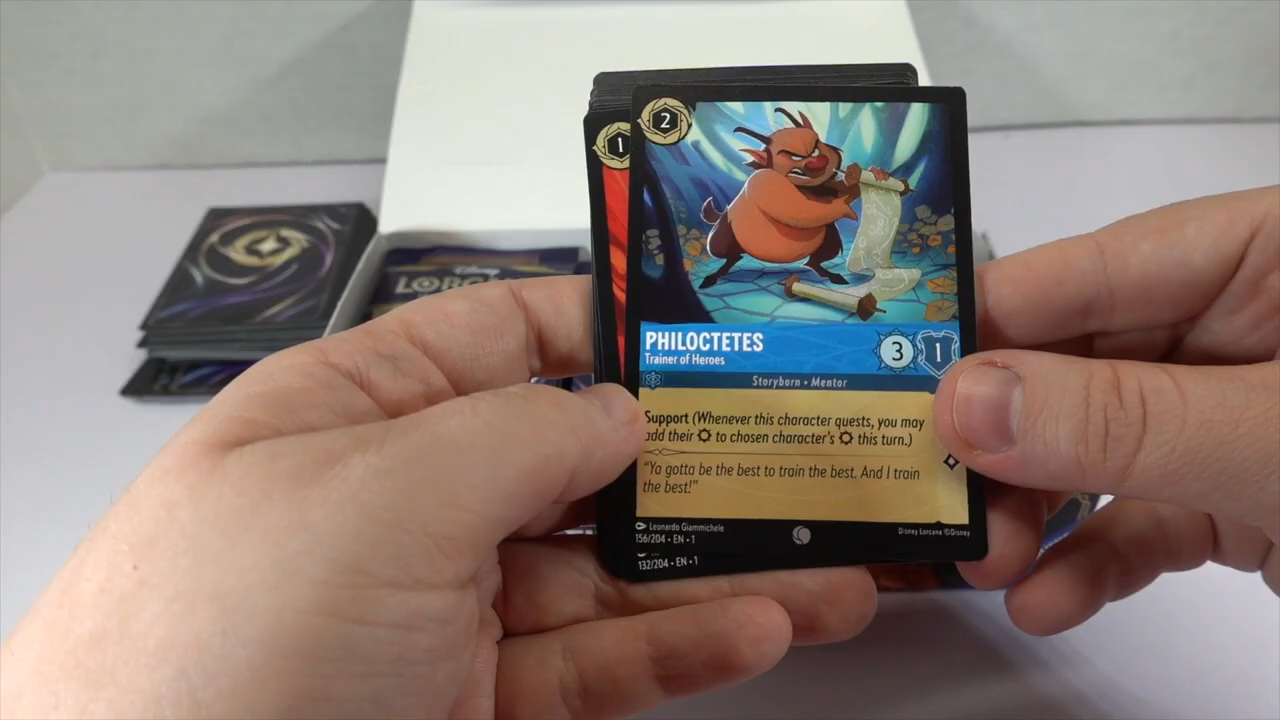 Disney
LORC
1
2
PHILOCTETES
Trainer of Heroes
3
1
Storyborn • Mentor
Support (Whenever this character quests, you may
add their to chosen character's this turn.)
"Ya gotta be the best to train the best. And I train
the best!"
Leonardo Giammichele
156/204 • EN • 1
Disney Lorcana ©Disney
132/204 • EN • 1